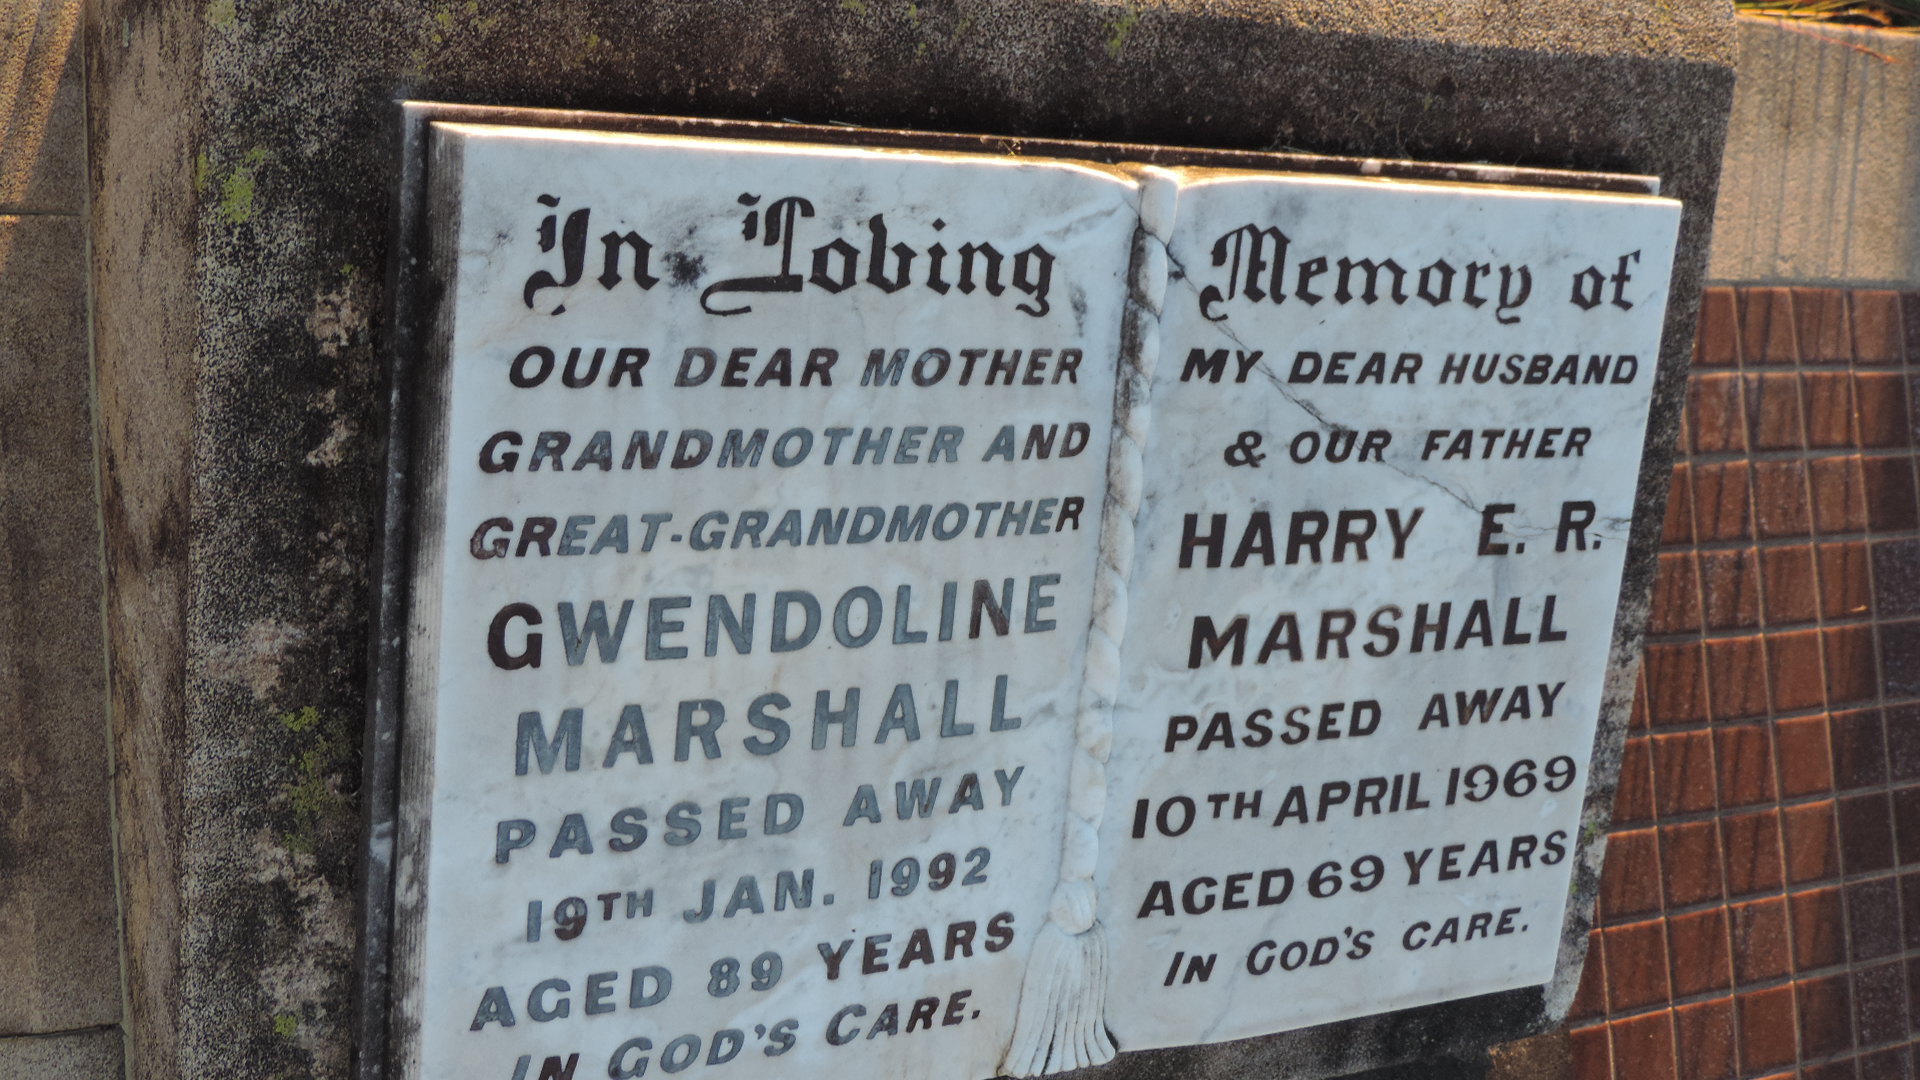 In Loving
OUR DEAR MOTHER
GRANDMOTHER AND
GREAT-GRANDMOTHER
GWENDOLINE
MARSHALL
PASSED AWAY
19TH JAN. 1992
AGED 89 YEARS
IN GOD'S CARE.
Memory of
MY DEAR HUSBAND
& OUR FATHER
HARRY E. R.
MARSHALL
PASSED AWAY
10TH APRIL 1969
AGED 69 YEARS
IN GOD'S CARE.